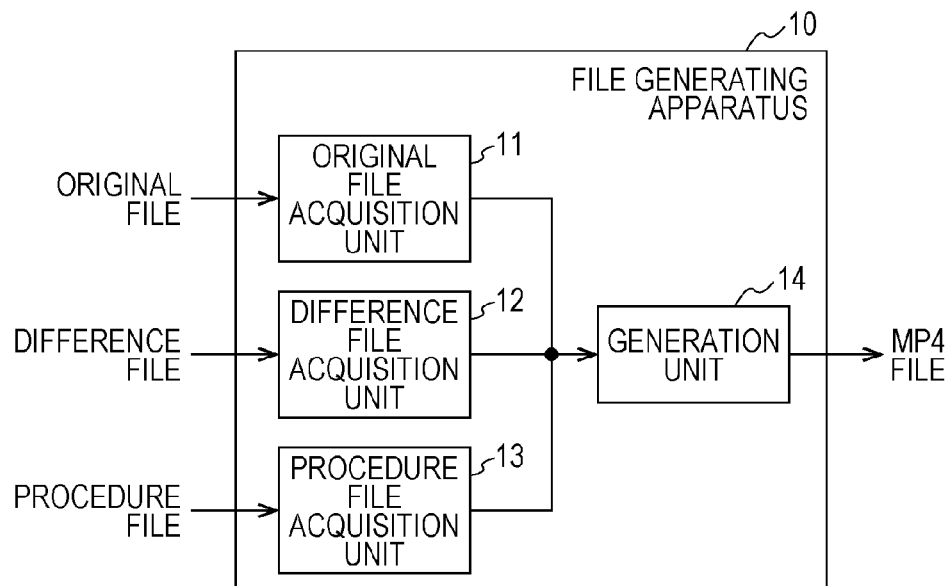 10
FILE GENERATING
APPARATUS
ORIGINAL
FILE
11
ORIGINAL
FILE
ACQUISITION
UNIT
DIFFERENCE
FILE
12
DIFFERENCE
FILE
ACQUISITION
UNIT
14
GENERATION
UNIT
MP4
FILE
PROCEDURE
FILE
13
PROCEDURE
FILE
ACQUISITION
UNIT